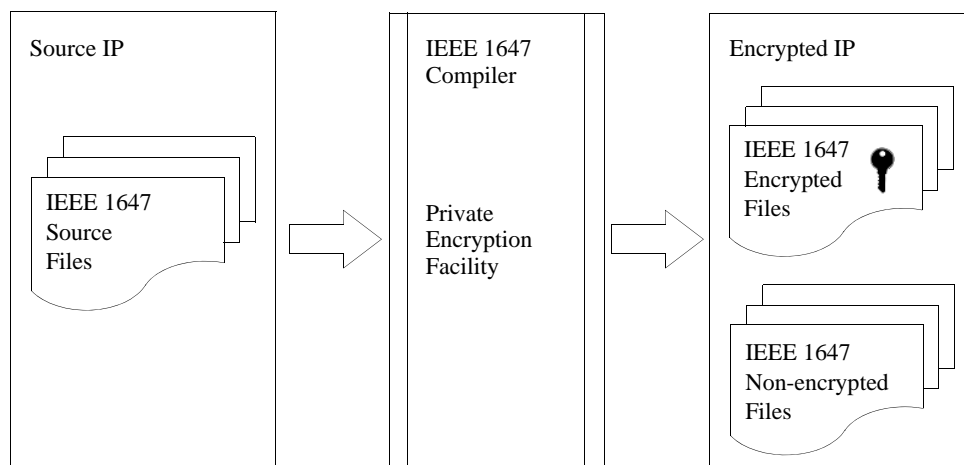 Source IP
IEEE 1647
Source
Files
IEEE 1647
Compiler
Private
Encryption
Facility
Encrypted IP
IEEE 1647
Encrypted
Files
IEEE 1647
Non-encrypted
Files